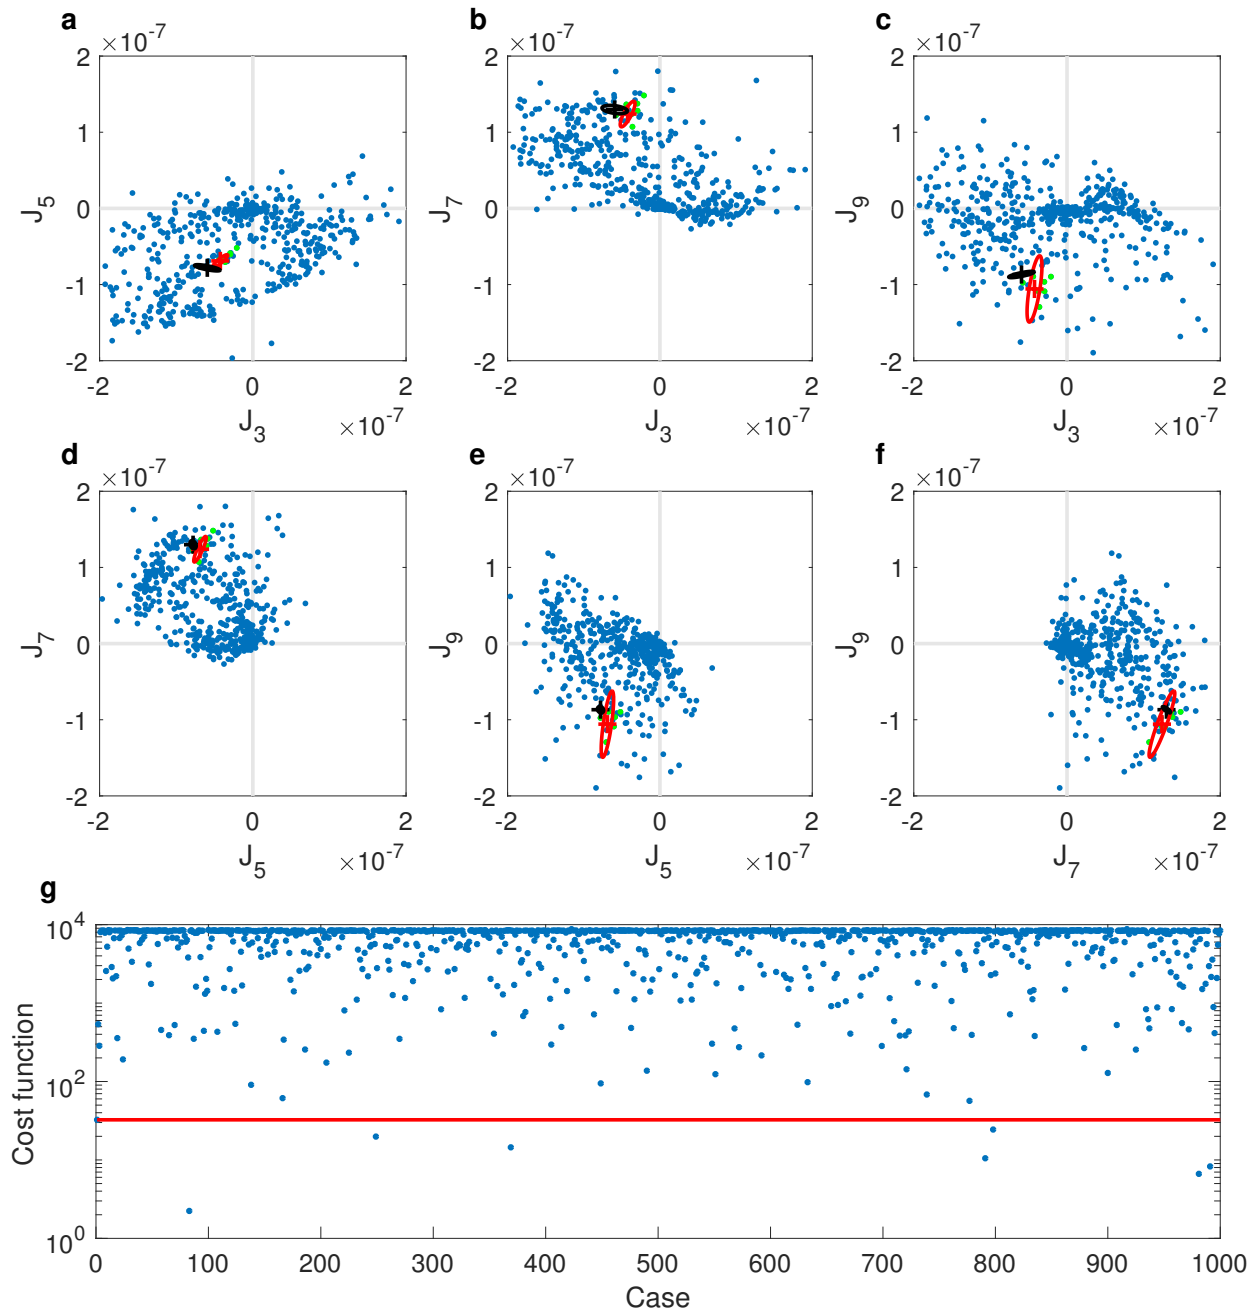 a b c
×10⁻⁷ ×10⁻⁷ ×10⁻⁷
2 2 2
1 1 1
J₅ 0 J₇ 0 J₉ 0
-1 -1 -1
-2 -2 -2
-2 0 2 -2 0 2 -2 0 2
J₃ ×10⁻⁷ J₃ ×10⁻⁷ J₃ ×10⁻⁷
d e f
×10⁻⁷ ×10⁻⁷ ×10⁻⁷
2 2 2
1 1 1
J₇ 0 J₉ 0 J₉ 0
-1 -1 -1
-2 -2 -2
-2 0 2 -2 0 2 -2 0 2
J₅ ×10⁻⁷ J₅ ×10⁻⁷ J₇ ×10⁻⁷
g
10⁴
10²
10⁰
Cost function
0 100 200 300 400 500 600 700 800 900 1000
Case